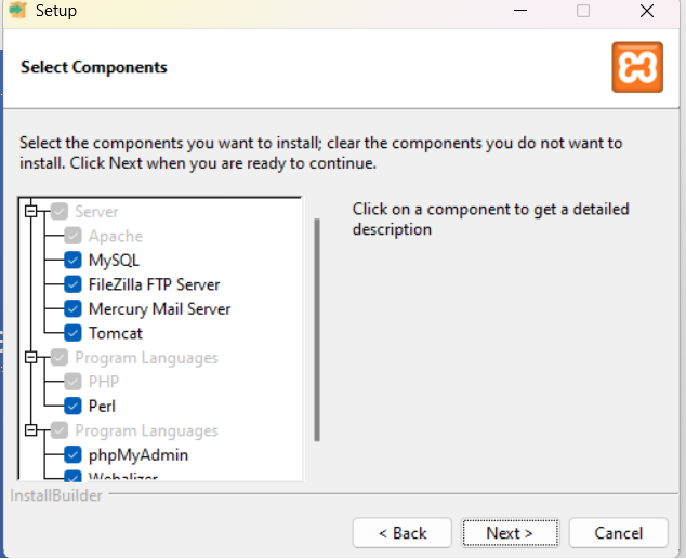 Setup
Select Components
Select the components you want to install; clear the components you do not want to
install. Click Next when you are ready to continue.
Server
Apache
MySQL
FileZilla FTP Server
Mercury Mail Server
Tomcat
Program Languages
PHP
Perl
Program Languages
phpMyAdmin
Webalizer
Click on a component to get a detailed
description
InstallBuilder
< Back
Next >
Cancel